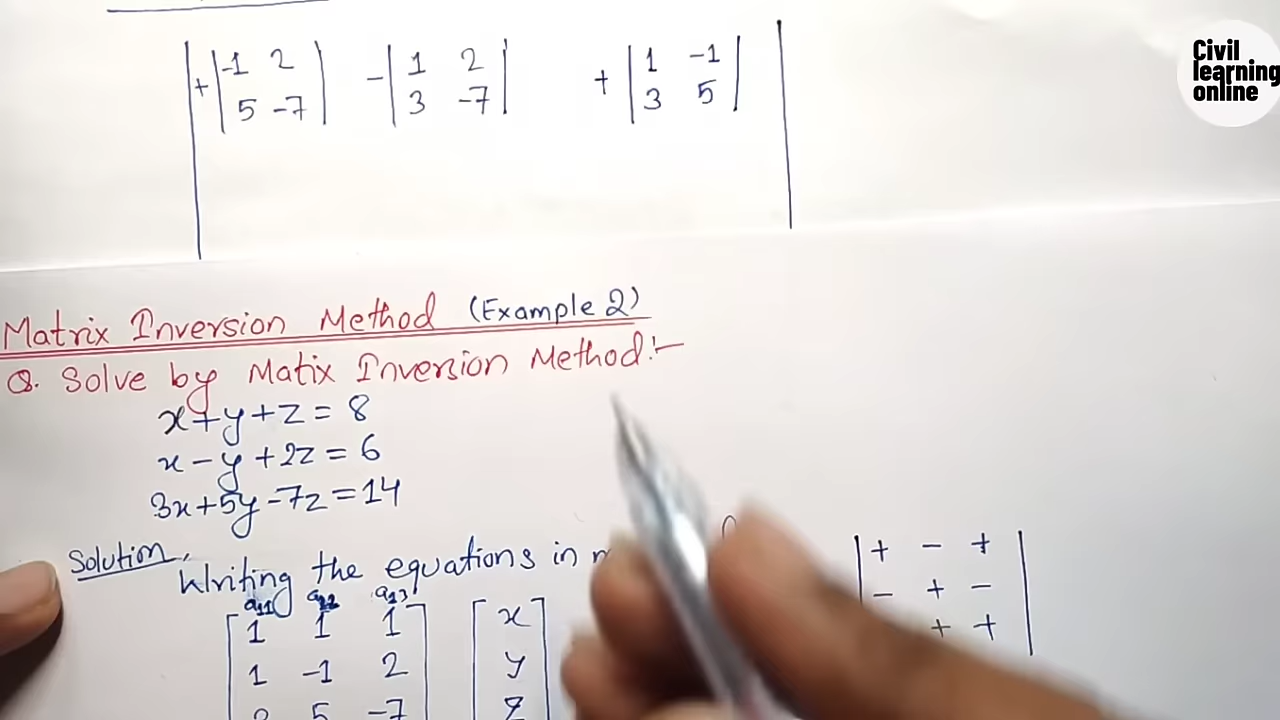 Civil
learning
online
+|-1 2| -|1 2| +|1 -1|
|5 -7| |3 -7| |3 5|
Matrix Inversion Method (Example 2)
Q. Solve by Matix Inversion Method:-
x+y+z = 8
x-y+2z = 6
3x+5y-7z = 14
Solution,
Writing the equations in
a11 a12 a13
[1 1 1] [x]
1 -1 2 y
5 -7 z
+ - +
- + -
+ +